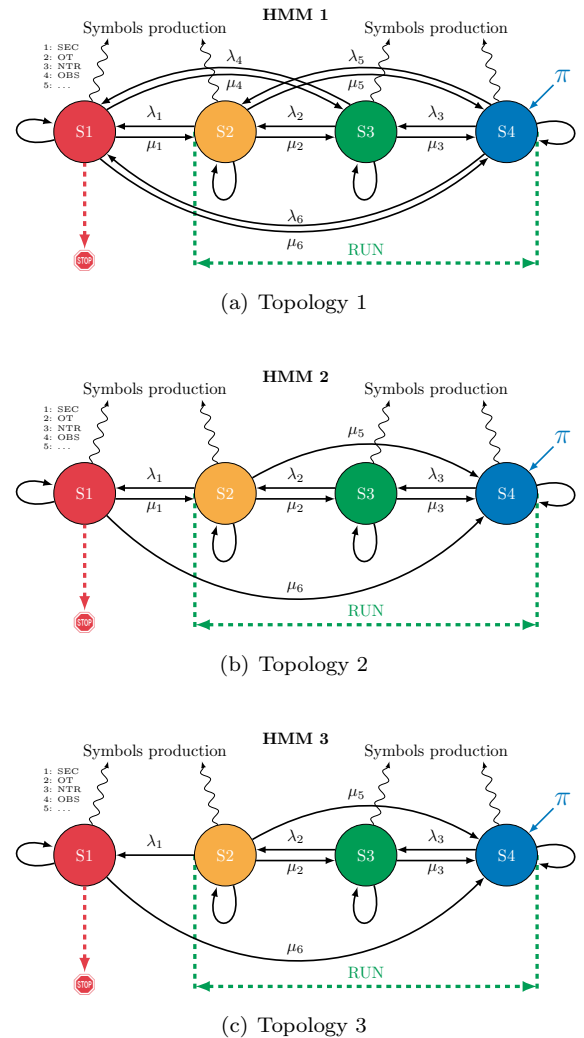 HMM 1
Symbols production Symbols production
1: SEC
2: OT
3: NTR
4: OBS
5: ...
λ4 λ5
μ4 μ5
π
λ1 λ2 λ3
S1 S2 S3 S4
μ1 μ2 μ3
λ6
μ6
RUN
STOP
(a) Topology 1
HMM 2
Symbols production Symbols production
1: SEC
2: OT
3: NTR
4: OBS
5: ...
μ5
π
λ1 λ2 λ3
S1 S2 S3 S4
μ1 μ2 μ3
μ6
RUN
STOP
(b) Topology 2
HMM 3
Symbols production Symbols production
1: SEC
2: OT
3: NTR
4: OBS
5: ...
μ5
π
λ1 λ2 λ3
S1 S2 S3 S4
μ2 μ3
μ6
RUN
STOP
(c) Topology 3